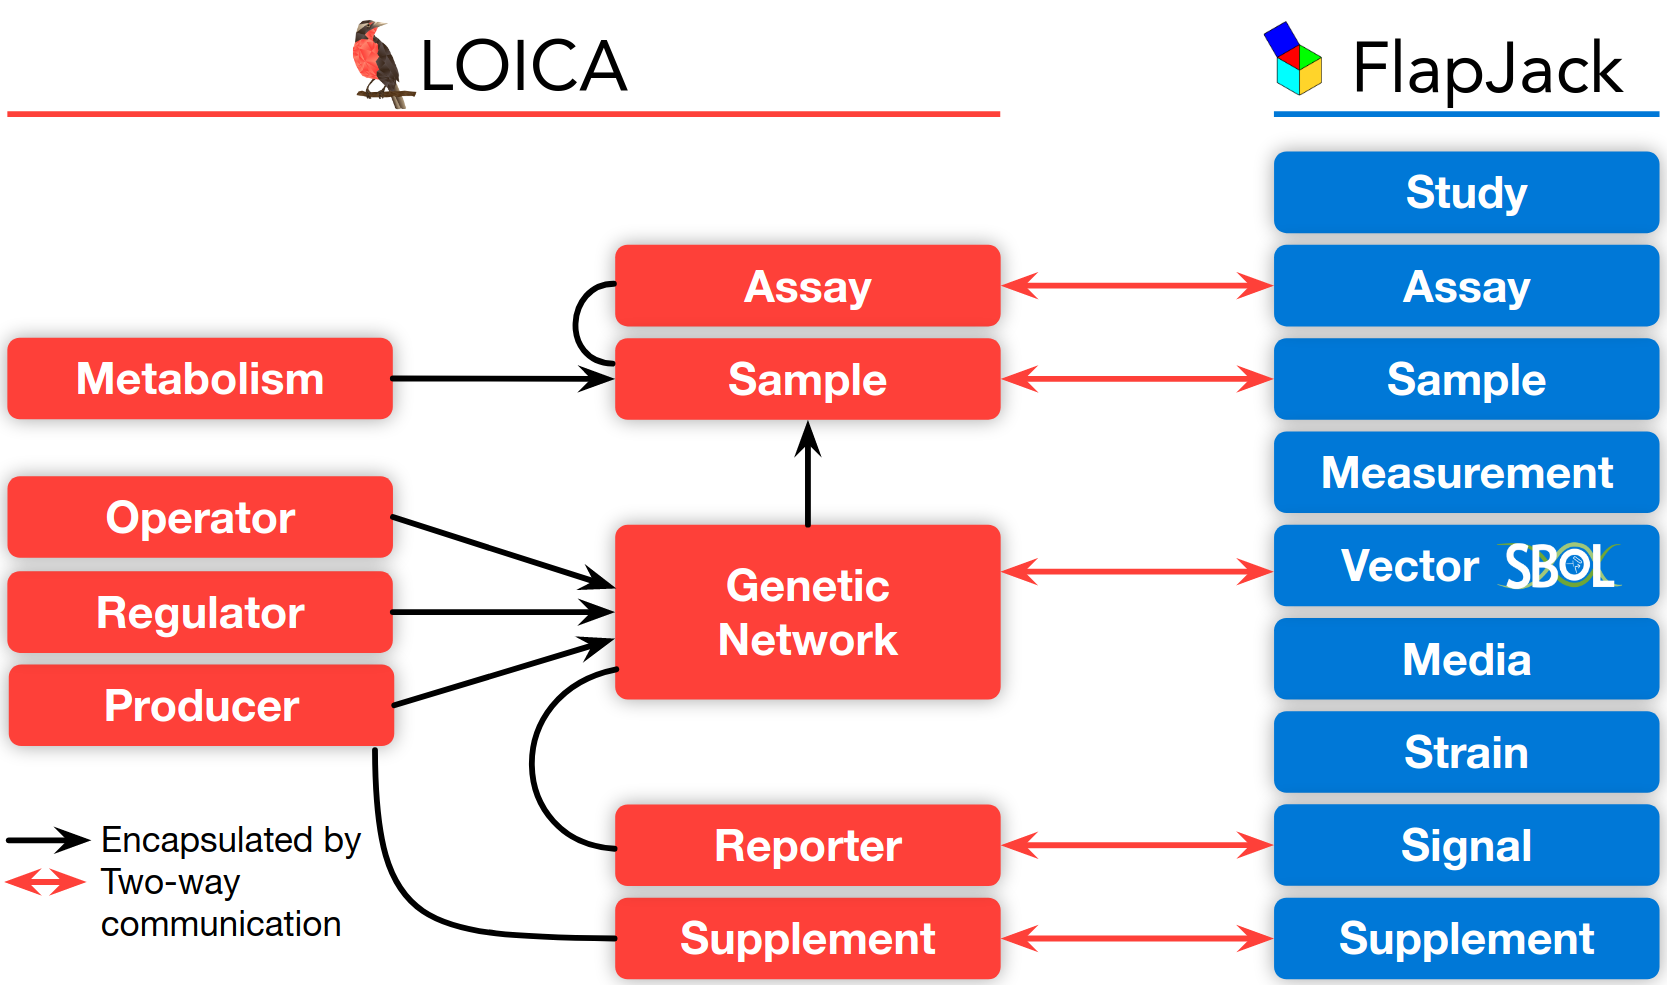 LOICA
FlapJack
Study
Assay
Assay
Metabolism
Sample
Sample
Measurement
Operator
Genetic
Network
Vector SBOL
Regulator
Media
Producer
Strain
Reporter
Signal
Supplement
Supplement
Encapsulated by
Two-way
communication